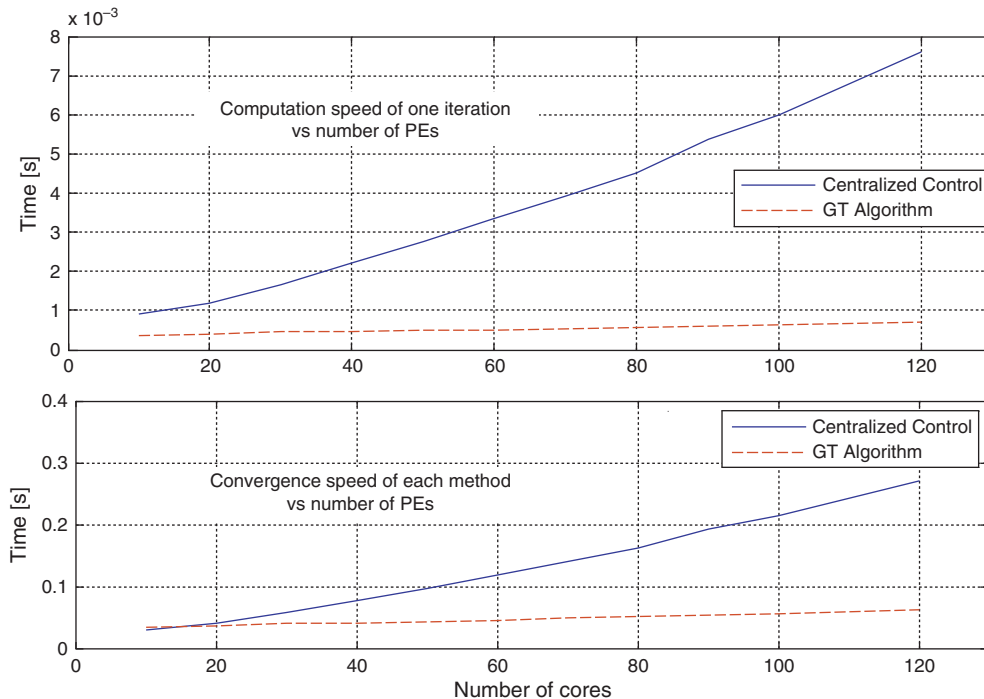 x 10⁻³
8
7
6
5
4
3
2
1
0
Time [s]
Computation speed of one iteration
vs number of PEs
Centralized Control
GT Algorithm
0
20
40
60
80
100
120
0.4
0.3
0.2
0.1
0
Time [s]
Convergence speed of each method
vs number of PEs
Centralized Control
GT Algorithm
0
20
40
60
80
100
120
Number of cores